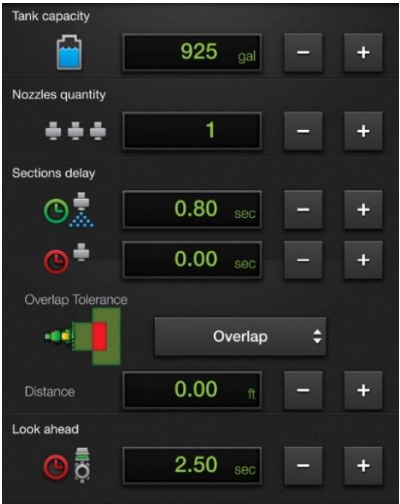 Tank capacity
925 gal − +
Nozzles quantity
1 − +
Sections delay
0.80 sec − +
0.00 sec − +
Overlap Tolerance
Overlap
Distance 0.00 ft − +
Look ahead
2.50 sec − +